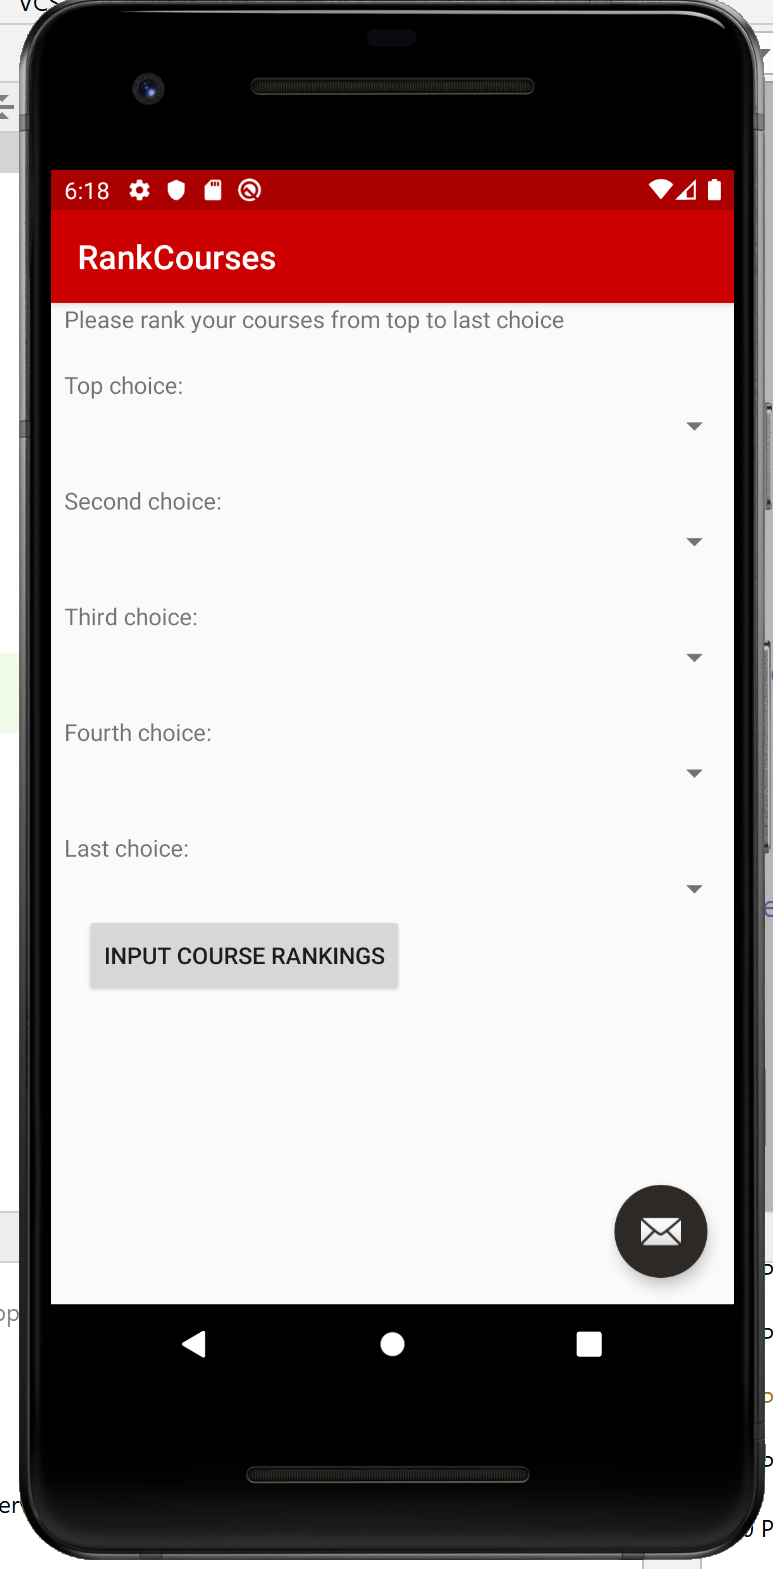 6:18
RankCourses
Please rank your courses from top to last choice
Top choice:
Second choice:
Third choice:
Fourth choice:
Last choice:
INPUT COURSE RANKINGS